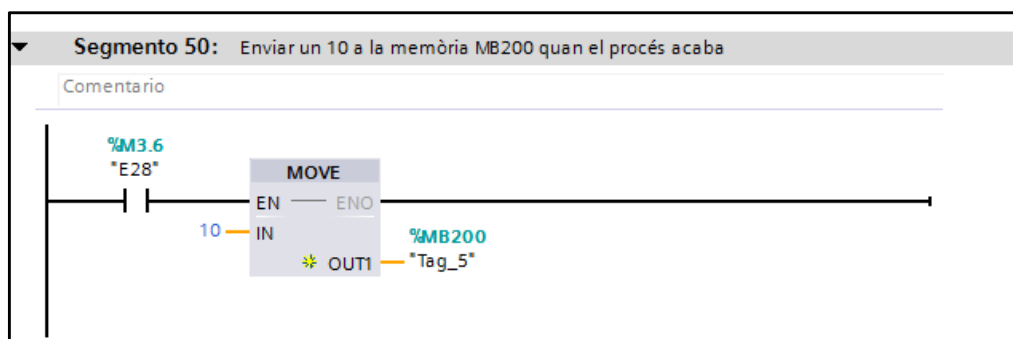 Segmento 50: Enviar un 10 a la memòria MB200 quan el procés acaba
Comentario
%M3.6
"E28"
MOVE
EN ENO
10 IN
%MB200
OUT1 "Tag_5"